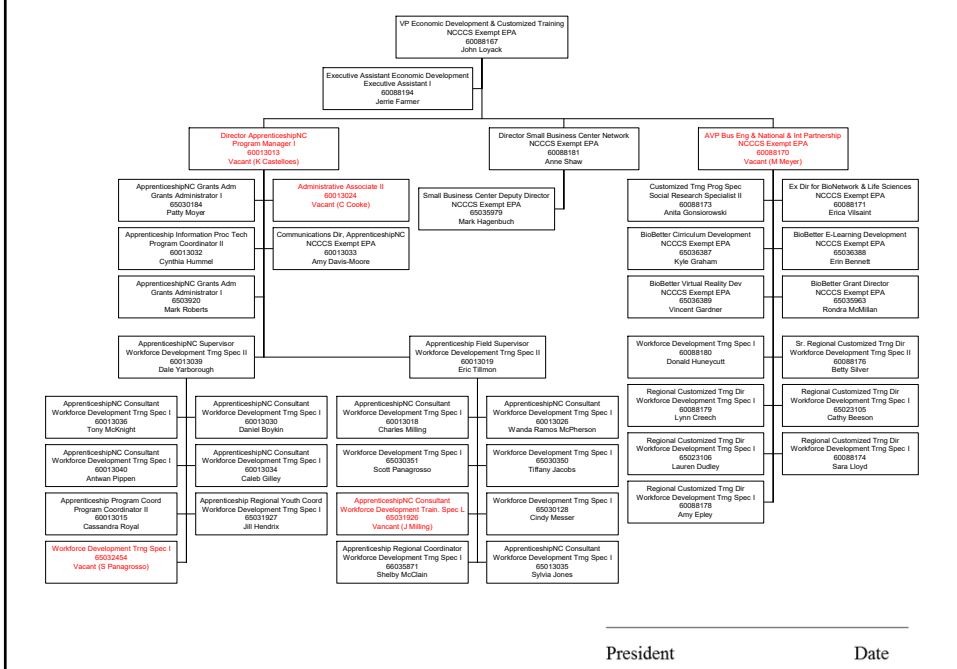 VP Economic Development & Customized Training
NCCCS Exempt EPA
60088167
John Loyack
Executive Assistant Economic Development
Executive Assistant I
60088194
Jerrie Farmer
Director ApprenticeshipNC
Program Manager I
60013013
Vacant (K Castelloes)
Director Small Business Center Network
NCCCS Exempt EPA
60088181
Anne Shaw
AVP Bus Eng & National & Int Partnership
NCCCS Exempt EPA
60088170
Vacant (M Meyer)
ApprenticeshipNC Grants Adm
Grants Administrator I
65030184
Patty Moyer
Administrative Associate II
60013024
Vacant (C Cooke)
Small Business Center Deputy Director
NCCCS Exempt EPA
65035979
Mark Hagenbuch
Customized Trng Prog Spec
Social Research Specialist II
60088173
Anita Gonsiorowski
Ex Dir for BioNetwork & Life Sciences
NCCCS Exempt EPA
60088171
Erica Vilsaint
Apprenticeship Information Proc Tech
Program Coordinator II
60013032
Cynthia Hummel
Communications Dir, ApprenticeshipNC
NCCCS Exempt EPA
60013033
Amy Davis-Moore
BioBetter Cirriculum Development
NCCCS Exempt EPA
65036387
Kyle Graham
BioBetter E-Learning Development
NCCCS Exempt EPA
65036388
Erin Bennett
ApprenticeshipNC Grants Adm
Grants Administrator I
6503920
Mark Roberts
BioBetter Virtual Reality Dev
NCCCS Exempt EPA
65036389
Vincent Gardner
BioBetter Grant Director
NCCCS Exempt EPA
65035963
Rondra McMillan
ApprenticeshipNC Supervisor
Workforce Development Trng Spec II
60013039
Dale Yarborough
Apprenticeship Field Supervisor
Workforce Developement Trng Spec II
60013019
Eric Tillmon
Workforce Development Trng Spec I
60088180
Donald Huneycutt
Sr. Regional Customized Trng Dir
Workforce Development Trng Spec II
60088176
Betty Silver
ApprenticeshipNC Consultant
Workforce Development Trng Spec I
60013036
Tony McKnight
ApprenticeshipNC Consultant
Workforce Development Trng Spec I
60013030
Daniel Boykin
ApprenticeshipNC Consultant
Workforce Development Trng Spec I
60013018
Charles Milling
ApprenticeshipNC Consultant
Workforce Development Trng Spec I
60013026
Wanda Ramos McPherson
Regional Customized Trng Dir
Workforce Development Trng Spec I
60088179
Lynn Creech
Regional Customized Trng Dir
Workforce Development Trng Spec I
65023105
Cathy Beeson
ApprenticeshipNC Consultant
Workforce Development Trng Spec I
60013040
Antwan Pippen
ApprenticeshipNC Consultant
Workforce Development Trng Spec I
60013034
Caleb Gilley
Workforce Development Trng Spec I
65030351
Scott Panagrosso
Workforce Development Trng Spec I
65030350
Tiffany Jacobs
Regional Customized Trng Dir
Workforce Development Trng Spec I
65023106
Lauren Dudley
Regional Customized Trng Dir
Workforce Development Trng Spec I
60088174
Sara Lloyd
Apprenticeship Program Coord
Program Coordinator II
60013015
Cassandra Royal
Apprenticeship Regional Youth Coord
Workforce Development Trng Spec I
65031927
Jill Hendrix
ApprenticeshipNC Consultant
Workforce Development Train. Spec I.
65031926
Vancant (J Milling)
Workforce Development Trng Spec I
65030128
Cindy Messer
Regional Customized Trng Dir
Workforce Development Trng Spec I
60088178
Amy Epley
Workforce Development Trng Spec I
65032454
Vacant (S Panagrosso)
Apprenticeship Regional Coordinator
Workforce Development Trng Spec I
66035871
Shelby McClain
ApprenticeshipNC Consultant
Workforce Development Trng Spec I
65013035
Sylvia Jones
President Date